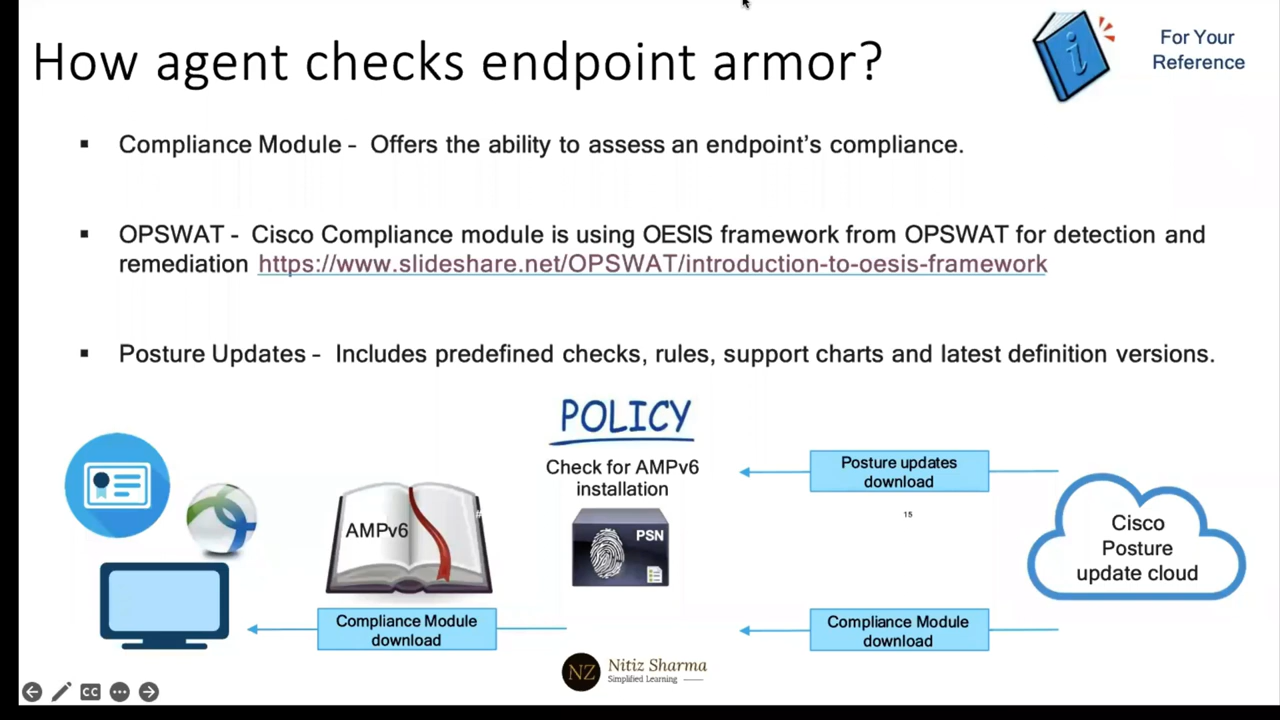 How agent checks endpoint armor?
For Your
Reference
▪ Compliance Module - Offers the ability to assess an endpoint's compliance.
▪ OPSWAT - Cisco Compliance module is using OESIS framework from OPSWAT for detection and
remediation https://www.slideshare.net/OPSWAT/introduction-to-oesis-framework
▪ Posture Updates - Includes predefined checks, rules, support charts and latest definition versions.
POLICY
Check for AMPv6
installation
Posture updates
download
15
AMPv6
#
PSN
Cisco
Posture
update cloud
Compliance Module
download
Compliance Module
download
NZ
Nitiz Sharma
Simplified Learning
CC